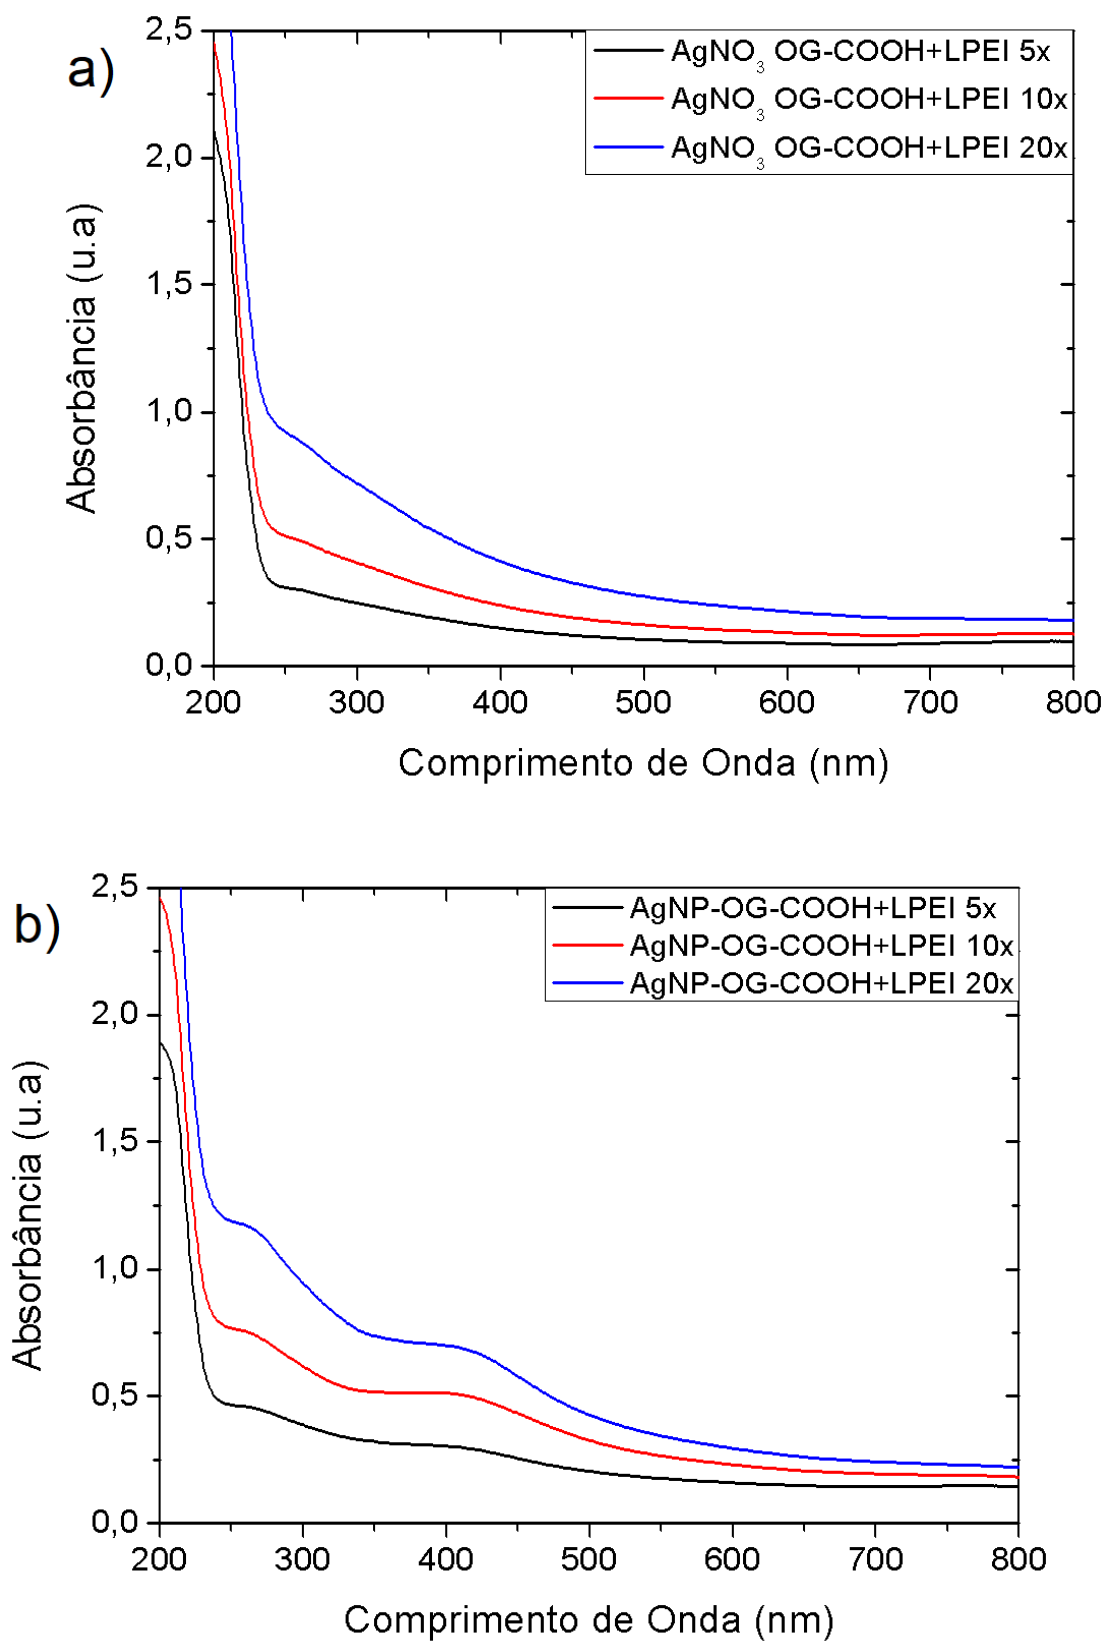 a)
AgNO3 OG-COOH+LPEI 5x
AgNO3 OG-COOH+LPEI 10x
AgNO3 OG-COOH+LPEI 20x
Absorbância (u.a)
2,5
2,0
1,5
1,0
0,5
0,0
200 300 400 500 600 700 800
Comprimento de Onda (nm)
b)
AgNP-OG-COOH+LPEI 5x
AgNP-OG-COOH+LPEI 10x
AgNP-OG-COOH+LPEI 20x
Absorbância (u.a)
2,5
2,0
1,5
1,0
0,5
0,0
200 300 400 500 600 700 800
Comprimento de Onda (nm)